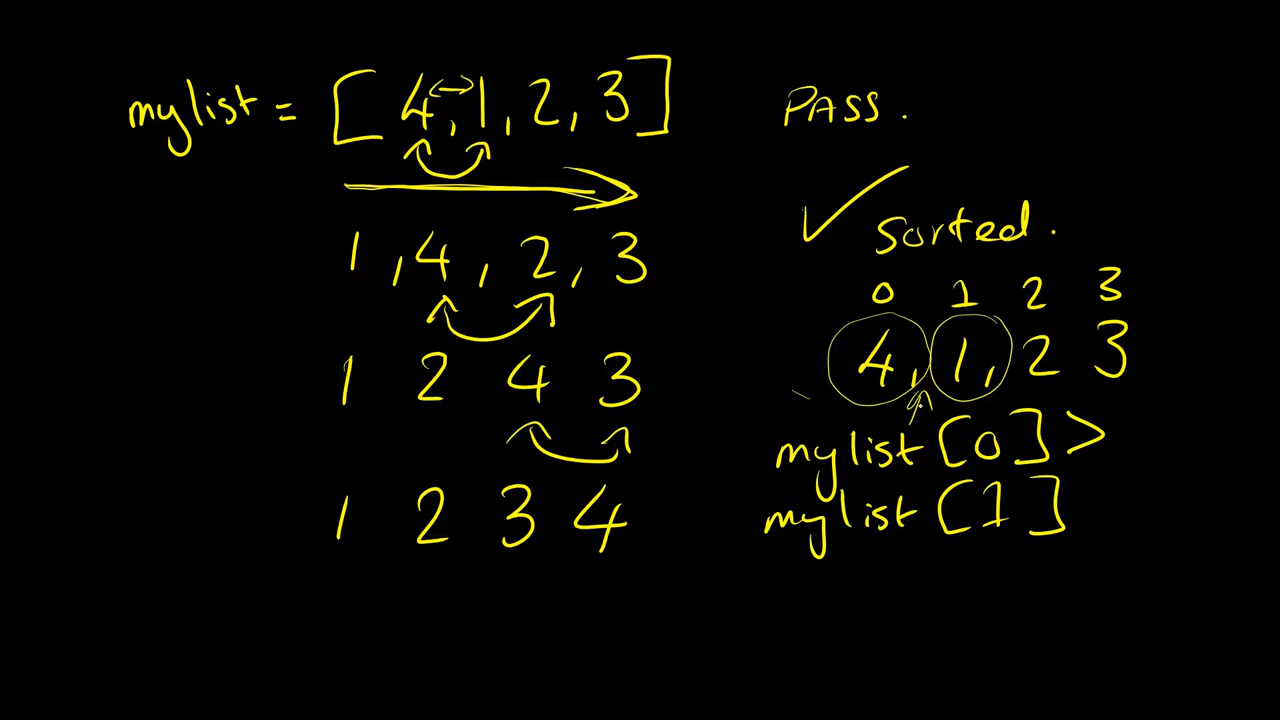 mylist = [ 4, 1, 2, 3 ]
1, 4, 2, 3
1 2 4 3
1 2 3 4
PASS.
Sorted.
0 1 2 3
4, 1, 2 3
mylist [0] >
mylist [1]